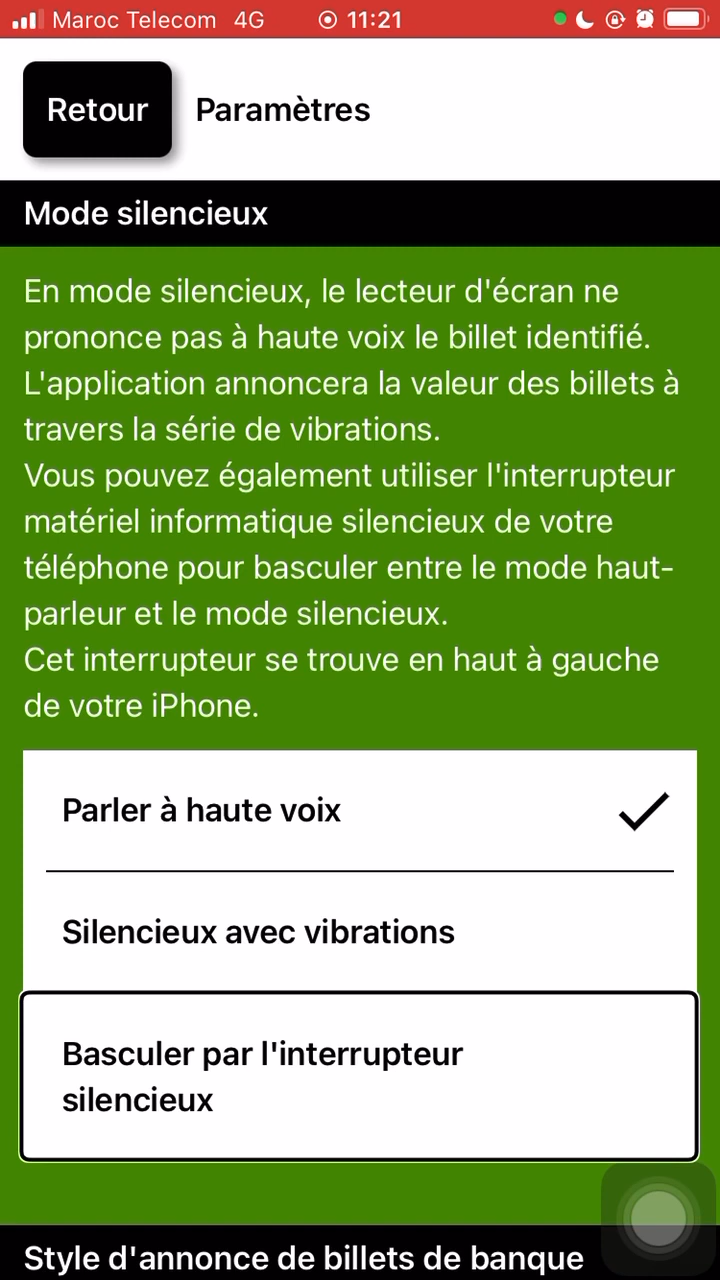 Maroc Telecom 4G 11:21
Retour Paramètres
Mode silencieux
En mode silencieux, le lecteur d'écran ne
prononce pas à haute voix le billet identifié.
L'application annoncera la valeur des billets à
travers la série de vibrations.
Vous pouvez également utiliser l'interrupteur
matériel informatique silencieux de votre
téléphone pour basculer entre le mode haut-
parleur et le mode silencieux.
Cet interrupteur se trouve en haut à gauche
de votre iPhone.
Parler à haute voix
Silencieux avec vibrations
Basculer par l'interrupteur
silencieux
Style d'annonce de billets de banque